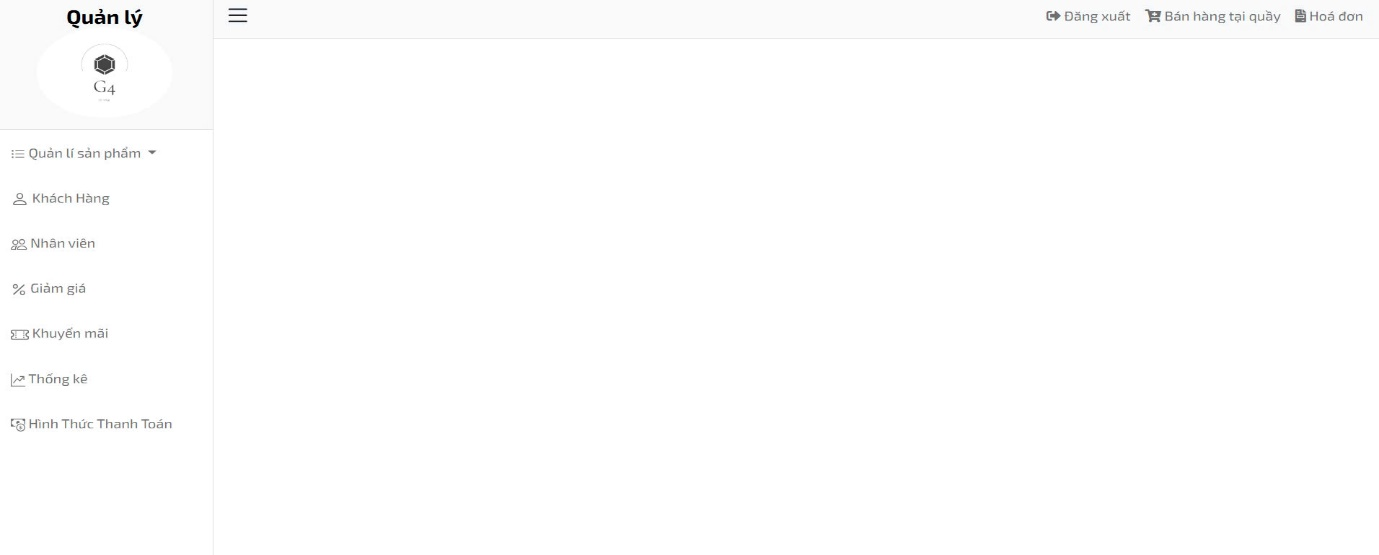 Quản lý
G4
Đăng xuất
Bán hàng tại quầy
Hoá đơn
Quản lí sản phẩm
Khách Hàng
Nhân viên
Giảm giá
Khuyến mãi
Thống kê
Hình Thức Thanh Toán